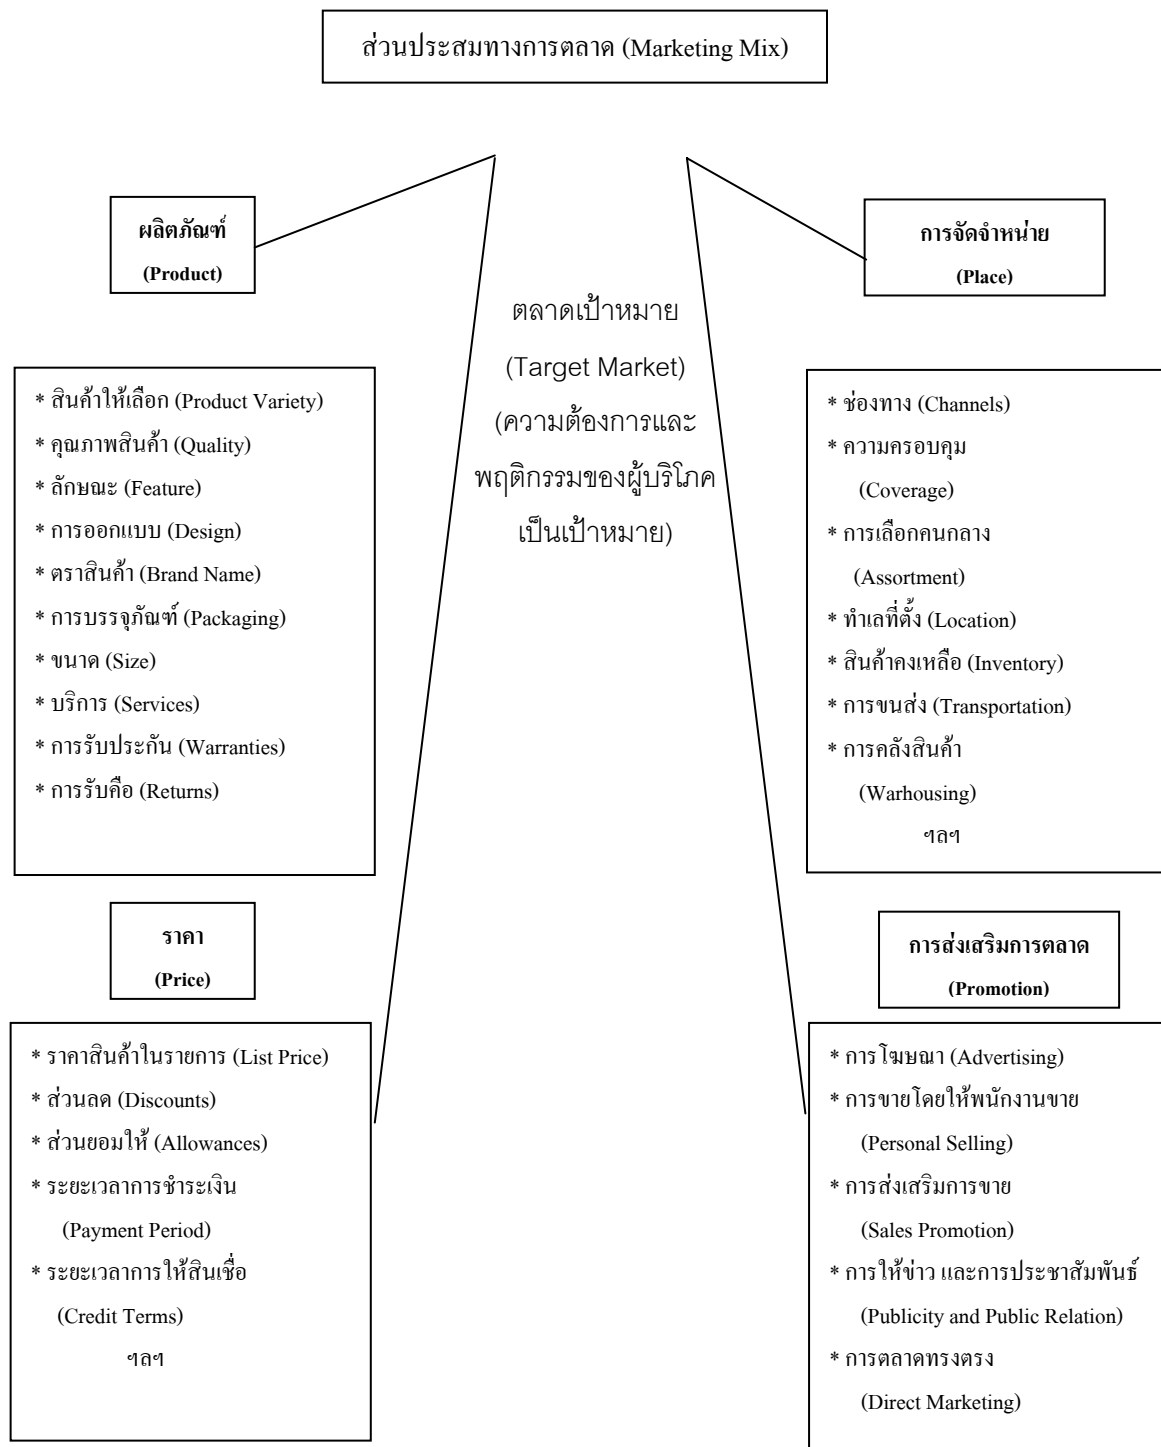 ส่วนประสมทางการตลาด (Marketing Mix)
ผลิตภัณฑ์
(Product)
การจัดจำหน่าย
(Place)
ตลาดเป้าหมาย
(Target Market)
(ความต้องการและ
พฤติกรรมของผู้บริโภค
เป็นเป้าหมาย)
* สินค้าให้เลือก (Product Variety)
* คุณภาพสินค้า (Quality)
* ลักษณะ (Feature)
* การออกแบบ (Design)
* ตราสินค้า (Brand Name)
* การบรรจุภัณฑ์ (Packaging)
* ขนาด (Size)
* บริการ (Services)
* การรับประกัน (Warranties)
* การรับคือ (Returns)
* ช่องทาง (Channels)
* ความครอบคุม
(Coverage)
* การเลือกคนกลาง
(Assortment)
* ทำเลที่ตั้ง (Location)
* สินค้าคงเหลือ (Inventory)
* การขนส่ง (Transportation)
* การคลังสินค้า
(Warhousing)
ฯลฯ
ราคา
(Price)
การส่งเสริมการตลาด
(Promotion)
* ราคาสินค้าในรายการ (List Price)
* ส่วนลด (Discounts)
* ส่วนยอมให้ (Allowances)
* ระยะเวลาการชำระเงิน
(Payment Period)
* ระยะเวลาการให้สินเชื่อ
(Credit Terms)
ฯลฯ
* การโฆษณา (Advertising)
* การขายโดยให้พนักงานขาย
(Personal Selling)
* การส่งเสริมการขาย
(Sales Promotion)
* การให้ข่าว และการประชาสัมพันธ์
(Publicity and Public Relation)
* การตลาดทรงตรง
(Direct Marketing)